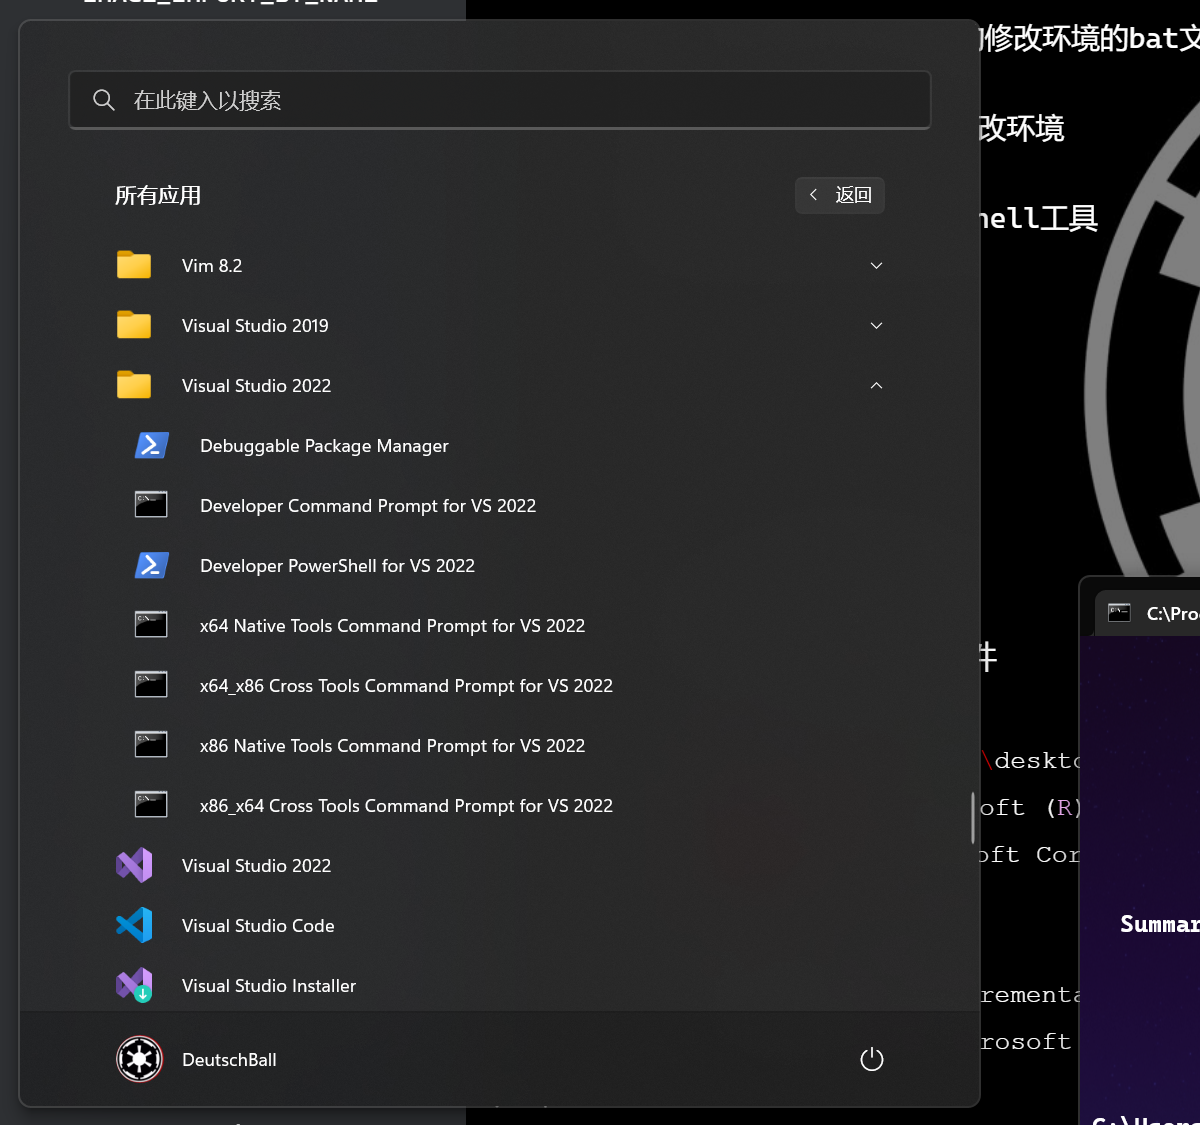 修改环境的bat
在此键入以搜索
改环境
所有应用
返回
hell工具
Vim 8.2
Visual Studio 2019
Visual Studio 2022
Debuggable Package Manager
Developer Command Prompt for VS 2022
Developer PowerShell for VS 2022
x64 Native Tools Command Prompt for VS 2022
C:\Pro
件
x64_x86 Cross Tools Command Prompt for VS 2022
x86 Native Tools Command Prompt for VS 2022
\deskto
x86_x64 Cross Tools Command Prompt for VS 2022
oft (R)
oft Cor
Visual Studio 2022
Visual Studio Code
Summar
Visual Studio Installer
rementa
rosoft
DeutschBall